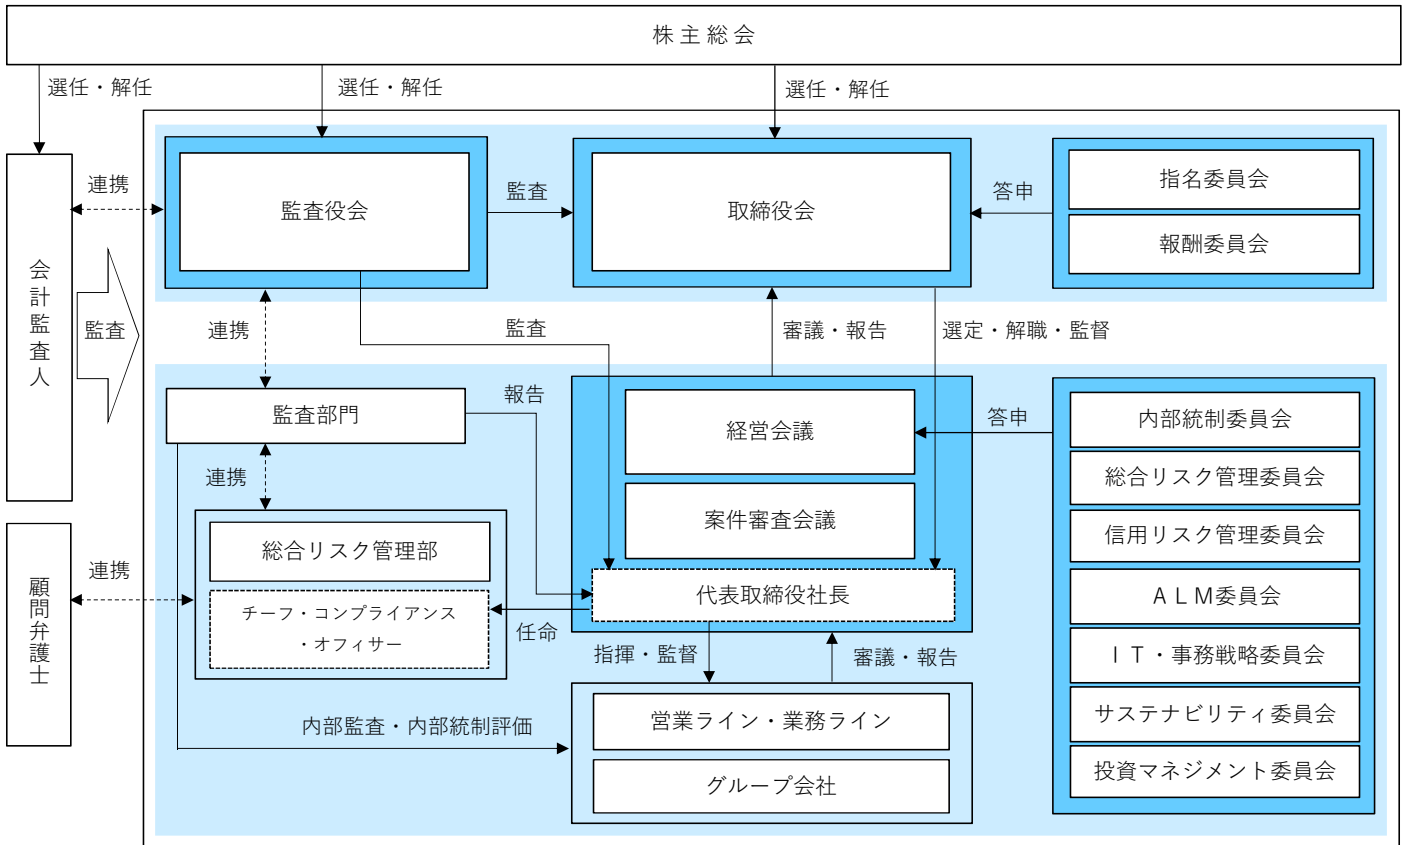 株主総会
選任・解任
選任・解任
選任・解任
会計監査人
連携
監査
監査役会
監査
取締役会
答申
指名委員会
報酬委員会
連携
監査
審議・報告
選定・解職・監督
監査部門
報告
経営会議
案件審査会議
代表取締役社長
答申
内部統制委員会
総合リスク管理委員会
信用リスク管理委員会
ALM委員会
IT・事務戦略委員会
サステナビリティ委員会
投資マネジメント委員会
連携
総合リスク管理部
チーフ・コンプライアンス
・オフィサー
顧問弁護士
連携
任命
指揮・監督
審議・報告
内部監査・内部統制評価
営業ライン・業務ライン
グループ会社